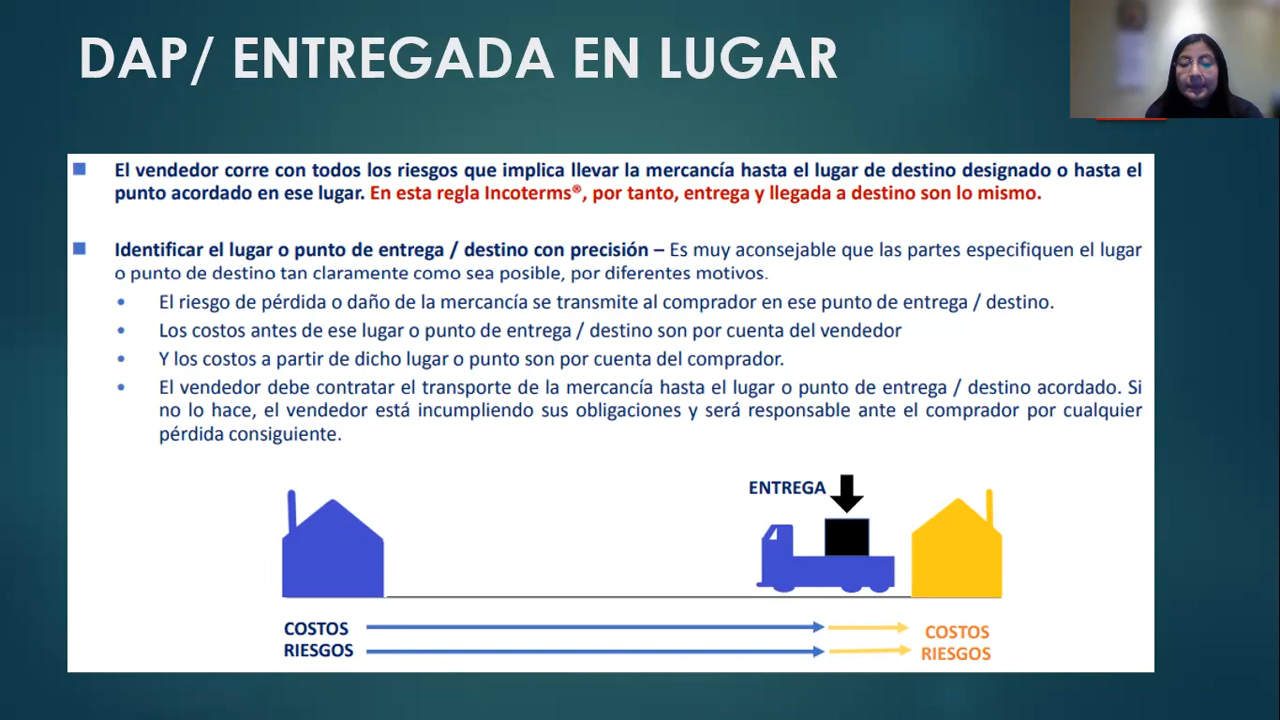 DAP/ ENTREGADA EN LUGAR
El vendedor corre con todos los riesgos que implica llevar la mercancía hasta el lugar de destino designado o hasta el
punto acordado en ese lugar. En esta regla Incoterms®, por tanto, entrega y llegada a destino son lo mismo.
Identificar el lugar o punto de entrega / destino con precisión – Es muy aconsejable que las partes especifiquen el lugar
o punto de destino tan claramente como sea posible, por diferentes motivos.
El riesgo de pérdida o daño de la mercancía se transmite al comprador en ese punto de entrega / destino.
Los costos antes de ese lugar o punto de entrega / destino son por cuenta del vendedor
Y los costos a partir de dicho lugar o punto son por cuenta del comprador.
El vendedor debe contratar el transporte de la mercancía hasta el lugar o punto de entrega / destino acordado. Si
no lo hace, el vendedor está incumpliendo sus obligaciones y será responsable ante el comprador por cualquier
pérdida consiguiente.
ENTREGA
COSTOS
RIESGOS
COSTOS
RIESGOS